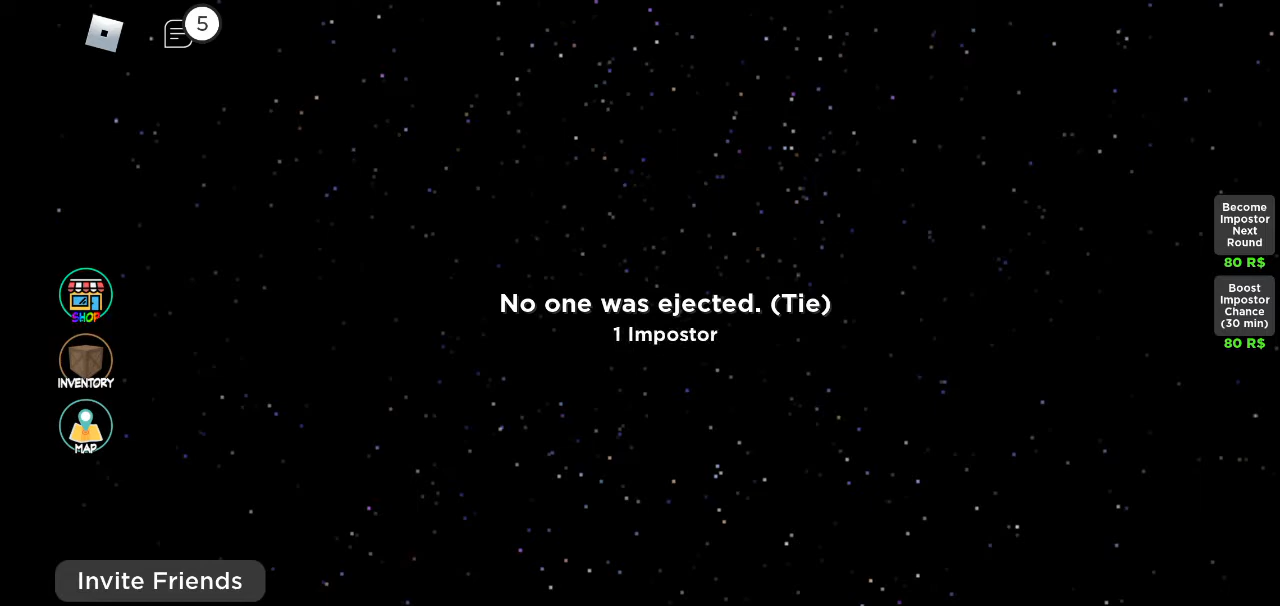 5
SHOP
INVENTORY
MAP
No one was ejected. (Tie)
1 Impostor
Become
Impostor
Next
Round
80 R$
Boost
Impostor
Chance
(30 min)
80 R$
Invite Friends